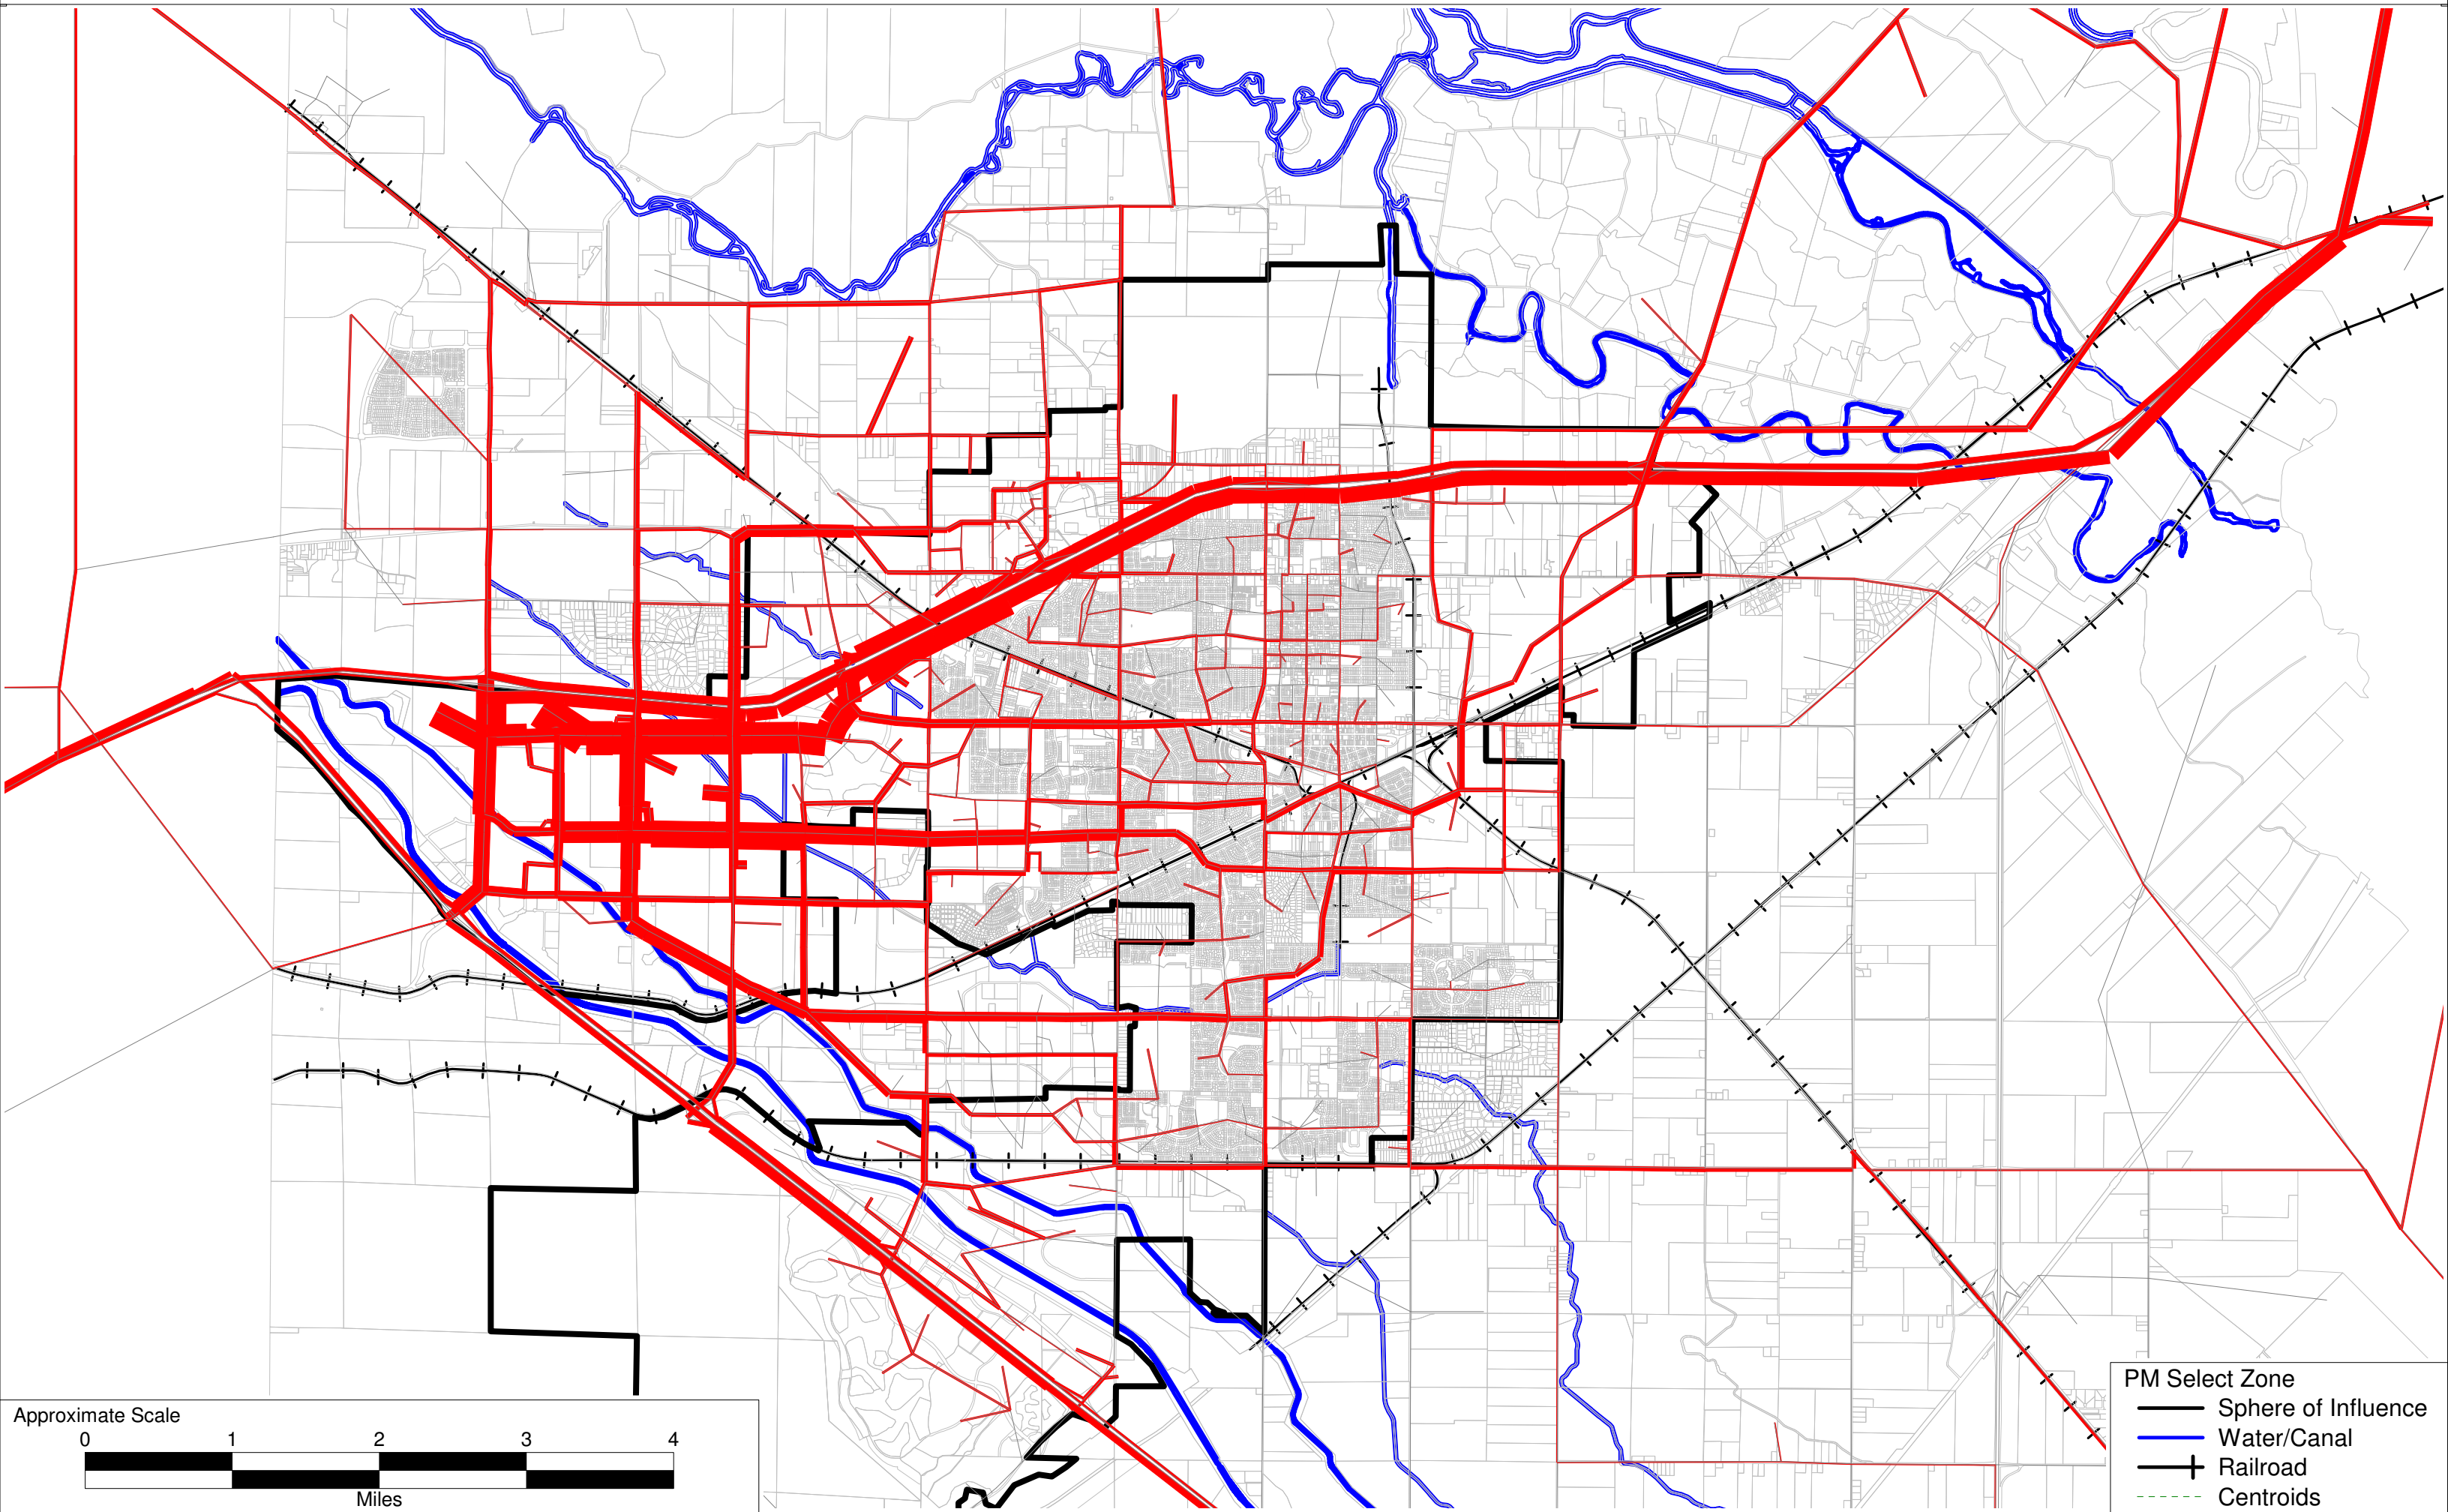 Approximate Scale
0 1 2 3 4
Miles
PM Select Zone
Sphere of Influence
Water/Canal
Railroad
Centroids